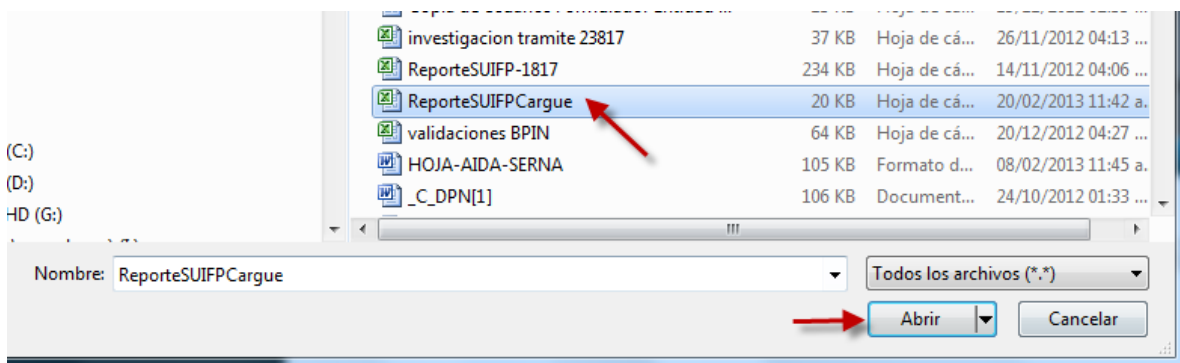 investigacion tramite 23817 37 KB Hoja de cá... 26/11/2012 04:13 ...
ReporteSUIFP-1817 234 KB Hoja de cá... 14/11/2012 04:06 ...
ReporteSUIFPCargue 20 KB Hoja de cá... 20/02/2013 11:42 a.
validaciones BPIN 64 KB Hoja de cá... 20/12/2012 04:27 ...
(C:)
HOJA-AIDA-SERNA 105 KB Formato d... 08/02/2013 11:45 a.
(D:)
_C_DPN[1] 106 KB Document... 24/10/2012 01:33 ...
HD (G:)
Nombre: ReporteSUIFPCargue Todos los archivos (*.*)
Abrir Cancelar